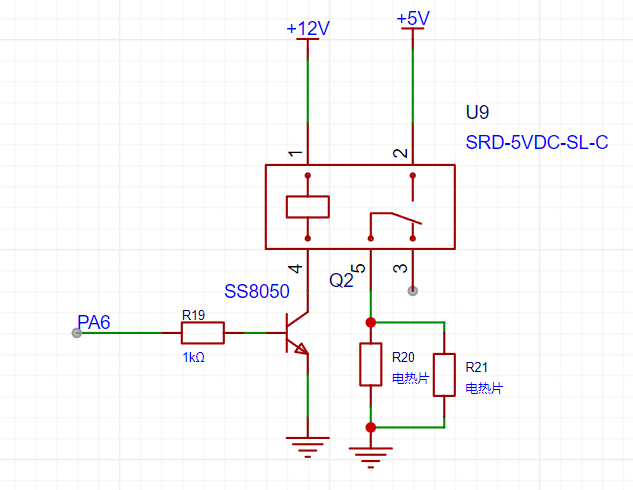 +12V
+5V
U9
SRD-5VDC-SL-C
1
2
4
5
3
Q2
SS8050
PA6
R19
1kΩ
R20
电热片
R21
电热片